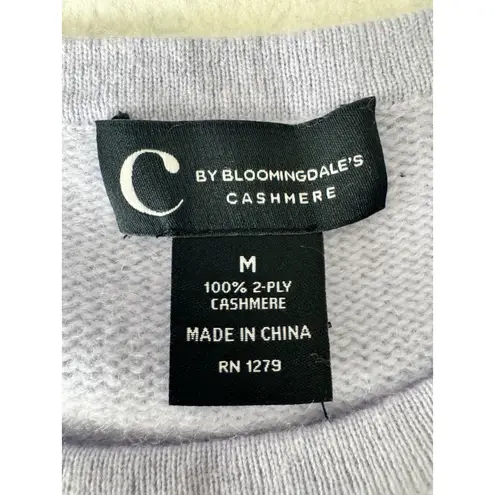 C BY BLOOMINGDALE'S
CASHMERE
M
100% 2-PLY
CASHMERE
MADE IN CHINA
RN 1279